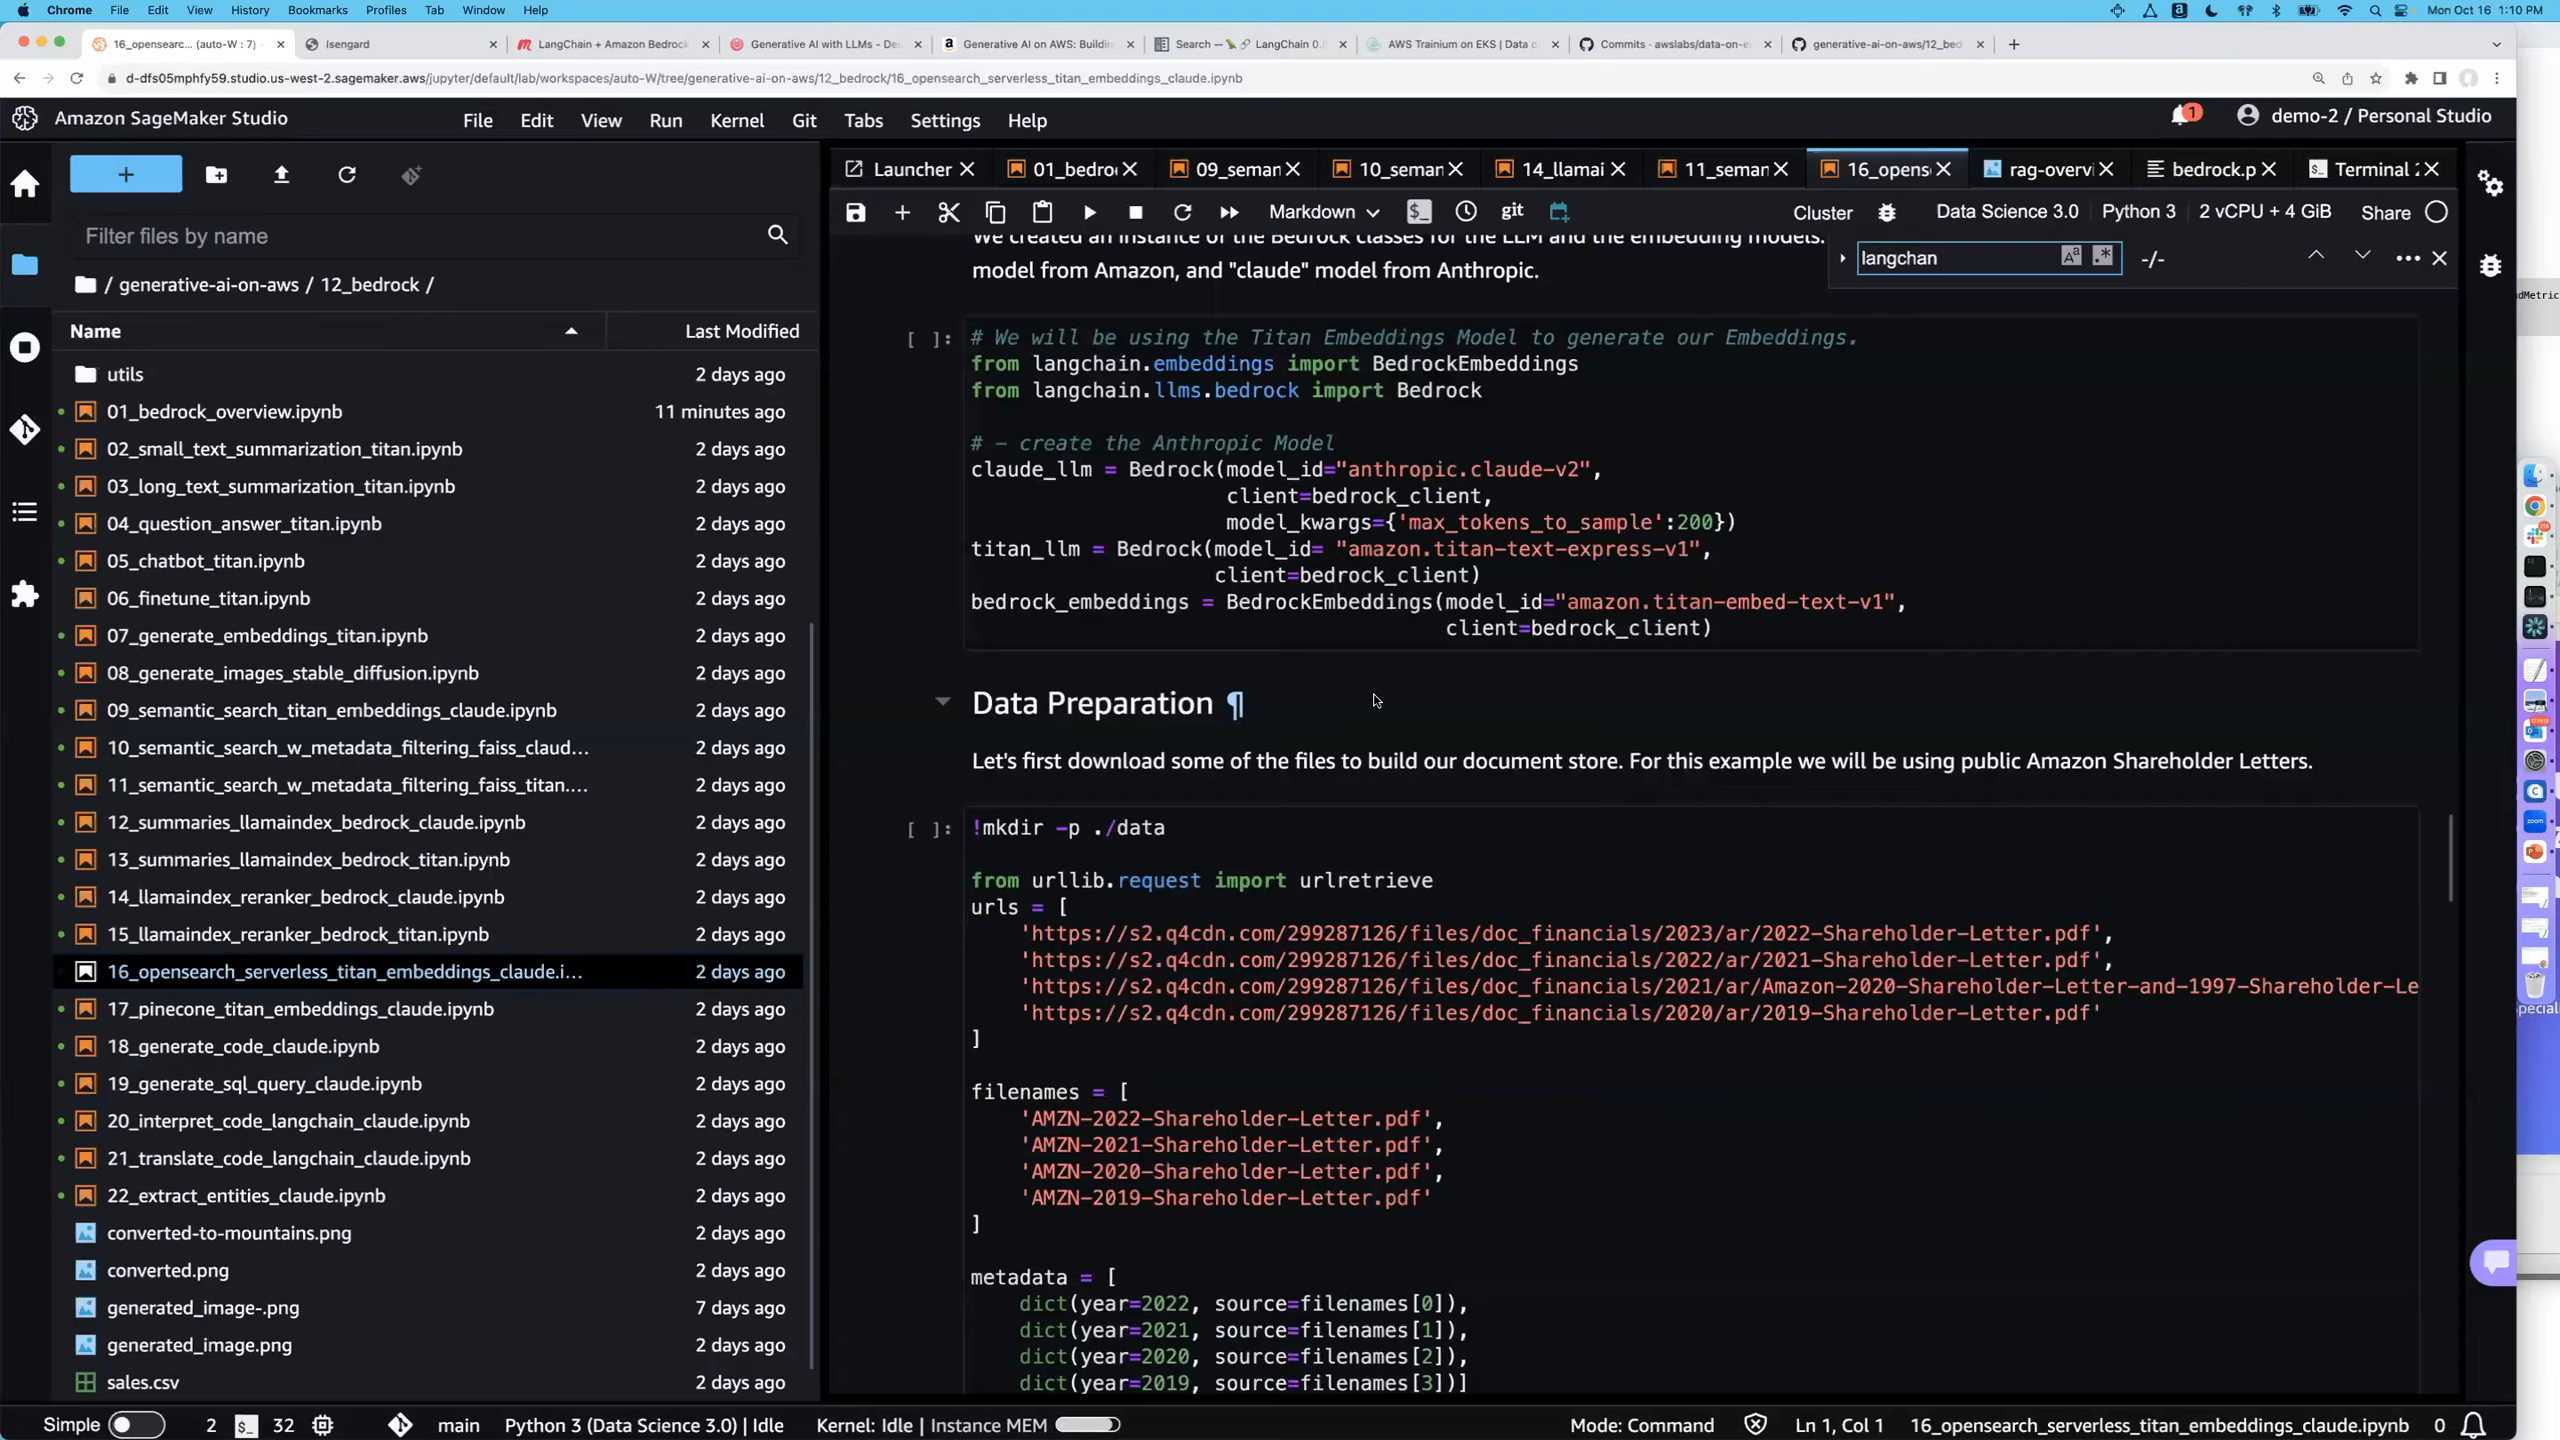 Chrome File Edit View History Bookmarks Profiles Tab Window Help Mon Oct 16 1:10 PM
16_opensearc... (auto-W : 7) Isengard LangChain + Amazon Bedrock Generative AI with LLMs - De Generative AI on AWS: Buildin Search — LangChain 0. AWS Trainium on EKS | Data o Commits · awslabs/data-on-e generative-ai-on-aws/12_bed
d-dfs05mphfy59.studio.us-west-2.sagemaker.aws/jupyter/default/lab/workspaces/auto-W/tree/generative-ai-on-aws/12_bedrock/16_opensearch_serverless_titan_embeddings_claude.ipynb
Amazon SageMaker Studio File Edit View Run Kernel Git Tabs Settings Help 1 demo-2 / Personal Studio
Launcher 01_bedro 09_seman 10_seman 14_llamai 11_seman 16_opens rag-overvi bedrock.p Terminal 2
Markdown git Cluster Data Science 3.0 Python 3 2 vCPU + 4 GiB Share
Filter files by name
/ generative-ai-on-aws / 12_bedrock /
Name Last Modified
utils 2 days ago
01_bedrock_overview.ipynb 11 minutes ago
02_small_text_summarization_titan.ipynb 2 days ago
03_long_text_summarization_titan.ipynb 2 days ago
04_question_answer_titan.ipynb 2 days ago
05_chatbot_titan.ipynb 2 days ago
06_finetune_titan.ipynb 2 days ago
07_generate_embeddings_titan.ipynb 2 days ago
08_generate_images_stable_diffusion.ipynb 2 days ago
09_semantic_search_titan_embeddings_claude.ipynb 2 days ago
10_semantic_search_w_metadata_filtering_faiss_claud... 2 days ago
11_semantic_search_w_metadata_filtering_faiss_titan.... 2 days ago
12_summaries_llamaindex_bedrock_claude.ipynb 2 days ago
13_summaries_llamaindex_bedrock_titan.ipynb 2 days ago
14_llamaindex_reranker_bedrock_claude.ipynb 2 days ago
15_llamaindex_reranker_bedrock_titan.ipynb 2 days ago
16_opensearch_serverless_titan_embeddings_claude.i... 2 days ago
17_pinecone_titan_embeddings_claude.ipynb 2 days ago
18_generate_code_claude.ipynb 2 days ago
19_generate_sql_query_claude.ipynb 2 days ago
20_interpret_code_langchain_claude.ipynb 2 days ago
21_translate_code_langchain_claude.ipynb 2 days ago
22_extract_entities_claude.ipynb 2 days ago
converted-to-mountains.png 2 days ago
converted.png 2 days ago
generated_image-.png 7 days ago
generated_image.png 2 days ago
sales.csv 2 days ago
We created an instance of the Bedrock classes for the LLM and the embedding models.
model from Amazon, and "claude" model from Anthropic.
langchan -/-
[ ]: # We will be using the Titan Embeddings Model to generate our Embeddings.
from langchain.embeddings import BedrockEmbeddings
from langchain.llms.bedrock import Bedrock
# - create the Anthropic Model
claude_llm = Bedrock(model_id="anthropic.claude-v2",
client=bedrock_client,
model_kwargs={'max_tokens_to_sample':200})
titan_llm = Bedrock(model_id= "amazon.titan-text-express-v1",
client=bedrock_client)
bedrock_embeddings = BedrockEmbeddings(model_id="amazon.titan-embed-text-v1",
client=bedrock_client)
Data Preparation ¶
Let's first download some of the files to build our document store. For this example we will be using public Amazon Shareholder Letters.
[ ]: !mkdir -p ./data
from urllib.request import urlretrieve
urls = [
'https://s2.q4cdn.com/299287126/files/doc_financials/2023/ar/2022-Shareholder-Letter.pdf',
'https://s2.q4cdn.com/299287126/files/doc_financials/2022/ar/2021-Shareholder-Letter.pdf',
'https://s2.q4cdn.com/299287126/files/doc_financials/2021/ar/Amazon-2020-Shareholder-Letter-and-1997-Shareholder-Le
'https://s2.q4cdn.com/299287126/files/doc_financials/2020/ar/2019-Shareholder-Letter.pdf'
]
filenames = [
'AMZN-2022-Shareholder-Letter.pdf',
'AMZN-2021-Shareholder-Letter.pdf',
'AMZN-2020-Shareholder-Letter.pdf',
'AMZN-2019-Shareholder-Letter.pdf'
]
metadata = [
dict(year=2022, source=filenames[0]),
dict(year=2021, source=filenames[1]),
dict(year=2020, source=filenames[2]),
dict(year=2019, source=filenames[3])]
Simple 2 32 main Python 3 (Data Science 3.0) | Idle Kernel: Idle | Instance MEM Mode: Command Ln 1, Col 1 16_opensearch_serverless_titan_embeddings_claude.ipynb 0